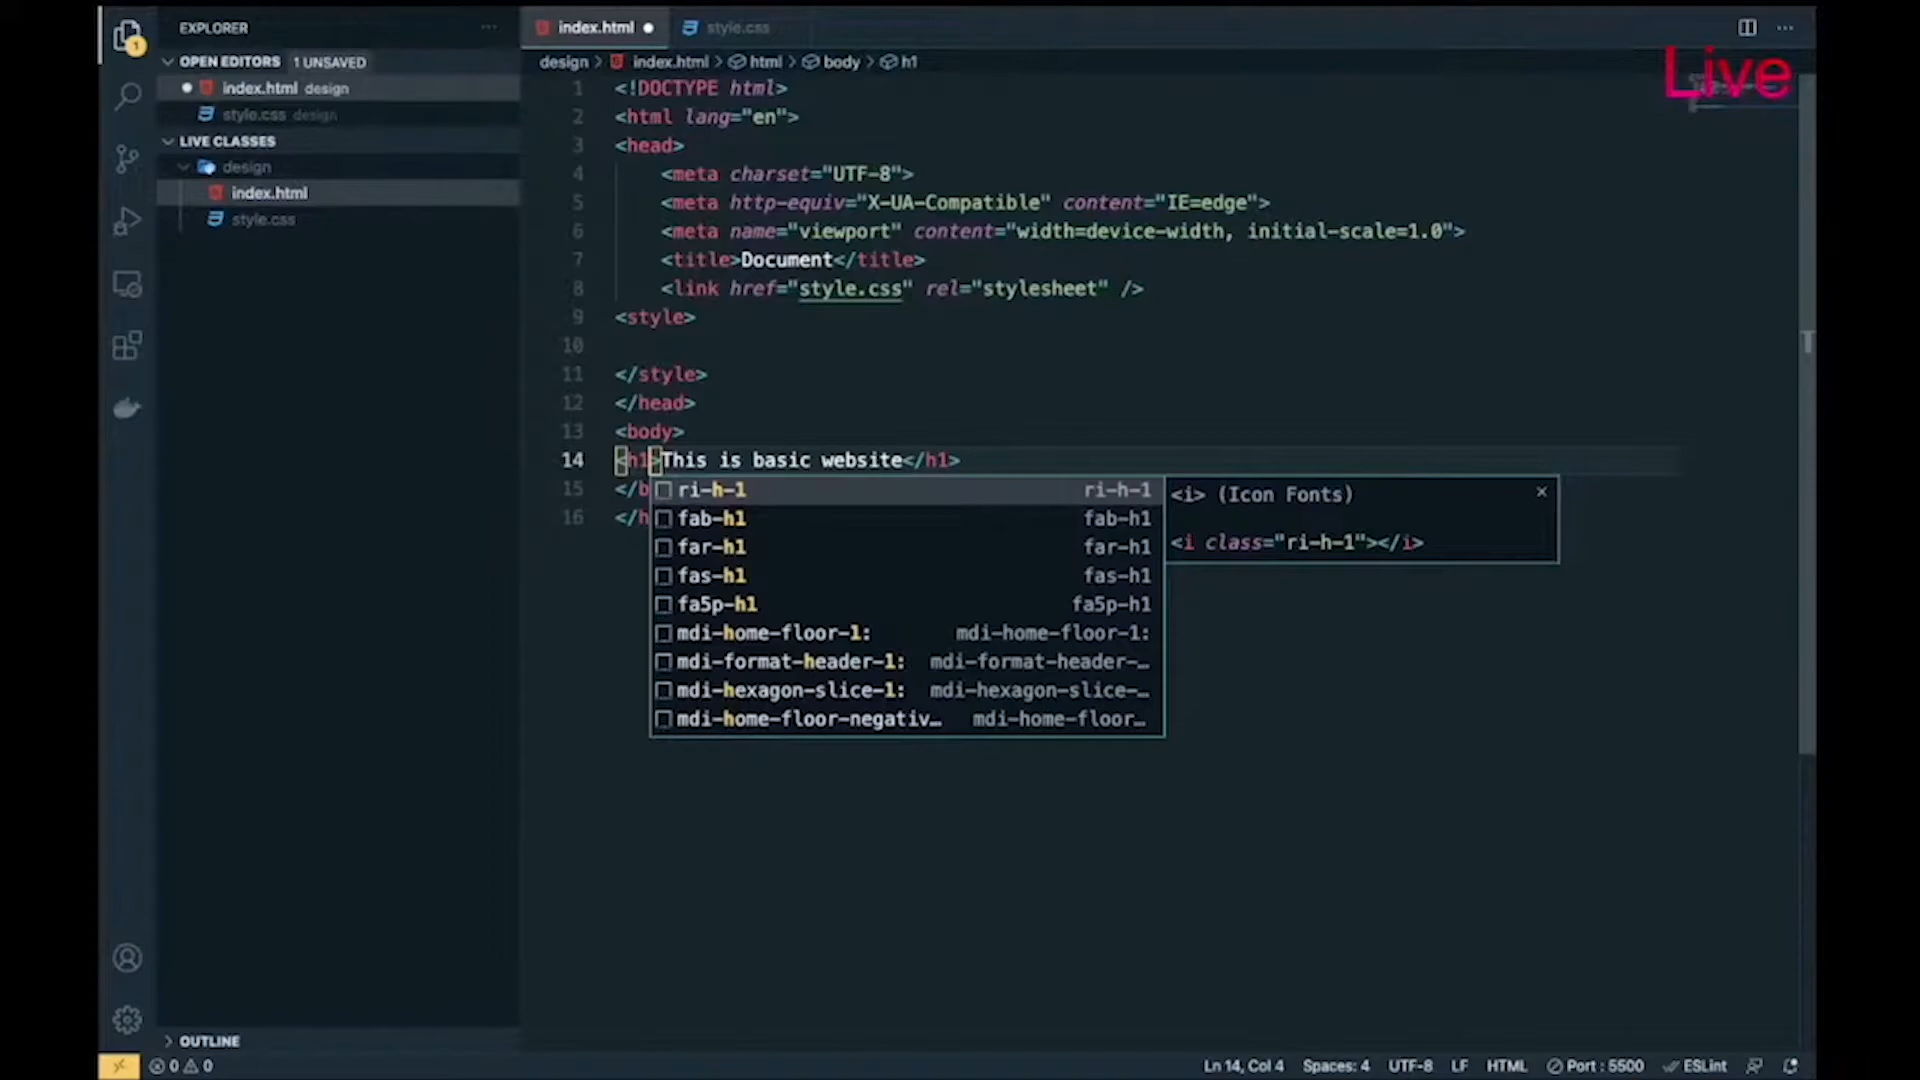 EXPLORER
OPEN EDITORS 1 UNSAVED
index.html design
style.css design
LIVE CLASSES
design
index.html
style.css
OUTLINE
index.html
style.css
design > index.html > html > body > h1
Live
1 <!DOCTYPE html>
2 <html lang="en">
3 <head>
4 <meta charset="UTF-8">
5 <meta http-equiv="X-UA-Compatible" content="IE=edge">
6 <meta name="viewport" content="width=device-width, initial-scale=1.0">
7 <title>Document</title>
8 <link href="style.css" rel="stylesheet" />
9 <style>
10
11 </style>
12 </head>
13 <body>
14 <h1>This is basic website</h1>
15 </b
16 </h
ri-h-1 ri-h-1
fab-h1 fab-h1
far-h1 far-h1
fas-h1 fas-h1
fa5p-h1 fa5p-h1
mdi-home-floor-1: mdi-home-floor-1:
mdi-format-header-1: mdi-format-header-…
mdi-hexagon-slice-1: mdi-hexagon-slice-…
mdi-home-floor-negativ… mdi-home-floor…
<i> (Icon Fonts)
<i class="ri-h-1"></i>
1
0 0
Ln 14, Col 4 Spaces: 4 UTF-8 LF HTML Port : 5500 ESLint